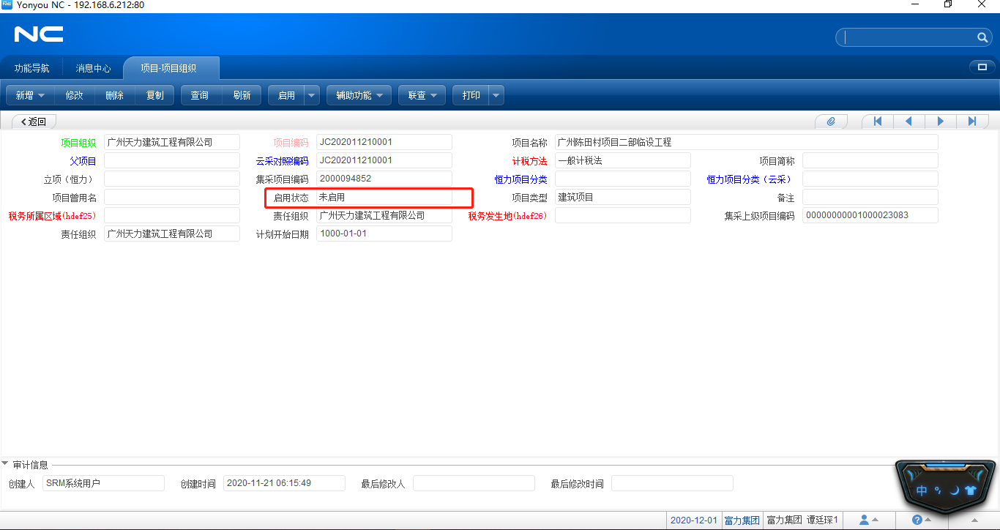 NC Yonyou NC - 192.168.6.212:80
NC
功能导航 消息中心 项目-项目组织
新增 修改 删除 复制 查询 刷新 启用 辅助功能 联查 打印
返回
项目组织 广州天力建筑工程有限公司 项目编码 JC202011210001 项目名称 广州陈田村项目二部临设工程
父项目 云采对照编码 JC202011210001 计税方法 一般计税法 项目简称
立项（恒力） 集采项目编码 2000094852 恒力项目分类 恒力项目分类（云采）
项目曾用名 启用状态 未启用 项目类型 建筑项目 备注
税务所属区域(hdef25) 责任组织 广州天力建筑工程有限公司 税务发生地(hdef26) 集采上级项目编码 00000000001000023083
责任组织 广州天力建筑工程有限公司 计划开始日期 1000-01-01
审计信息
创建人 SRM系统用户 创建时间 2020-11-21 06:15:49 最后修改人 最后修改时间
中
2020-12-01 富力集团 富力集团 谭廷琛1